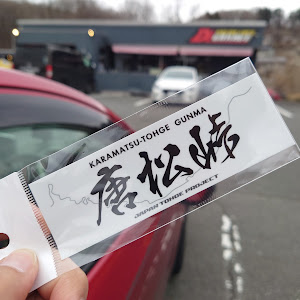 KARAMATSU-TOHGE GUNMA
唐松峠
JAPAN TOHGE PROJECT